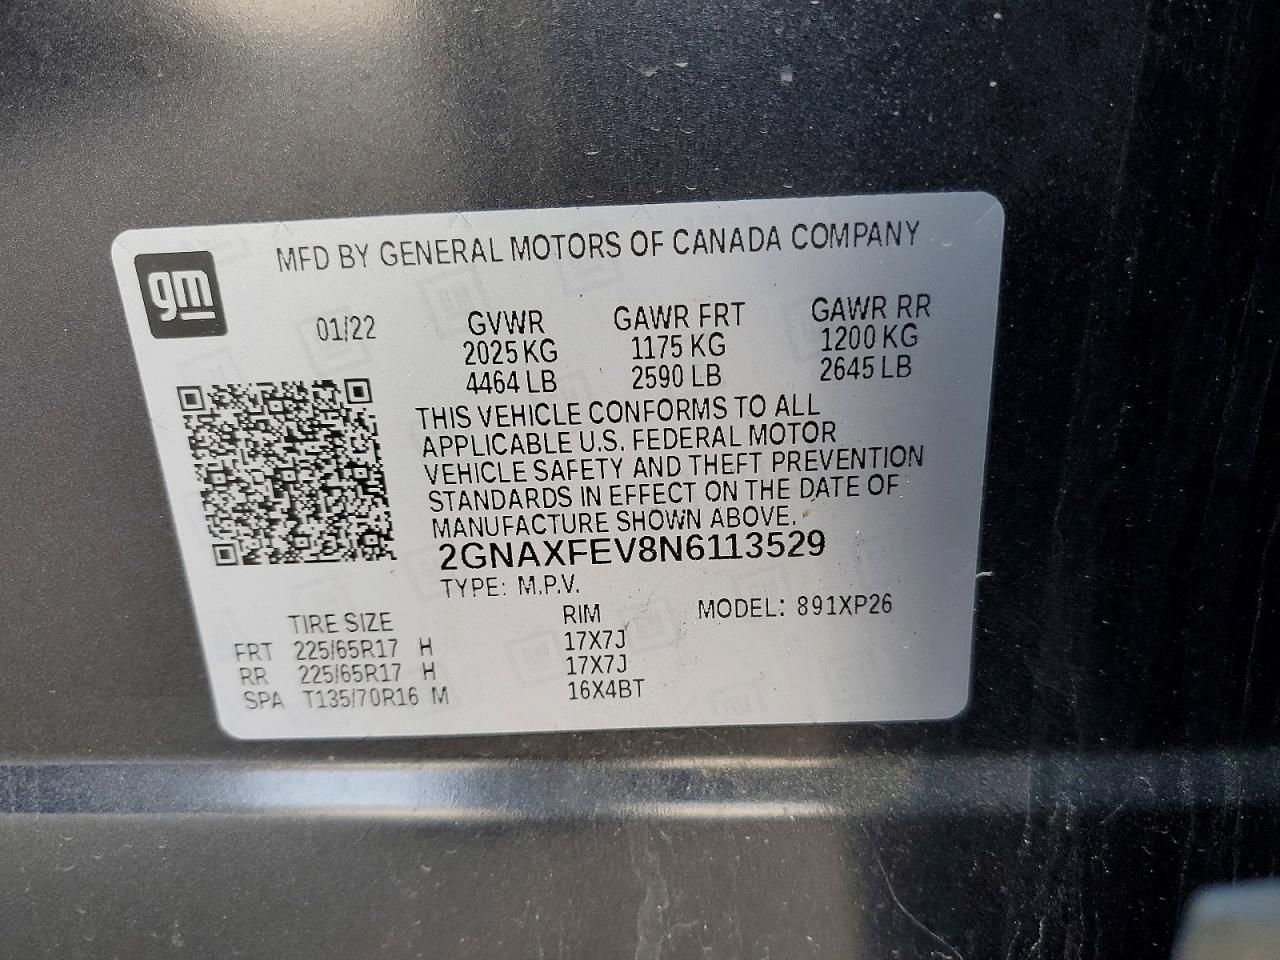 gm
MFD BY GENERAL MOTORS OF CANADA COMPANY
01/22
GVWR GAWR FRT GAWR RR
2025 KG 1175 KG 1200 KG
4464 LB 2590 LB 2645 LB
THIS VEHICLE CONFORMS TO ALL
APPLICABLE U.S. FEDERAL MOTOR
VEHICLE SAFETY AND THEFT PREVENTION
STANDARDS IN EFFECT ON THE DATE OF
MANUFACTURE SHOWN ABOVE.
2GNAXFEV8N6113529
TYPE: M.P.V.
TIRE SIZE RIM MODEL: 891XP26
FRT 225/65R17 H 17X7J
RR 225/65R17 H 17X7J
SPA T135/70R16 M 16X4BT